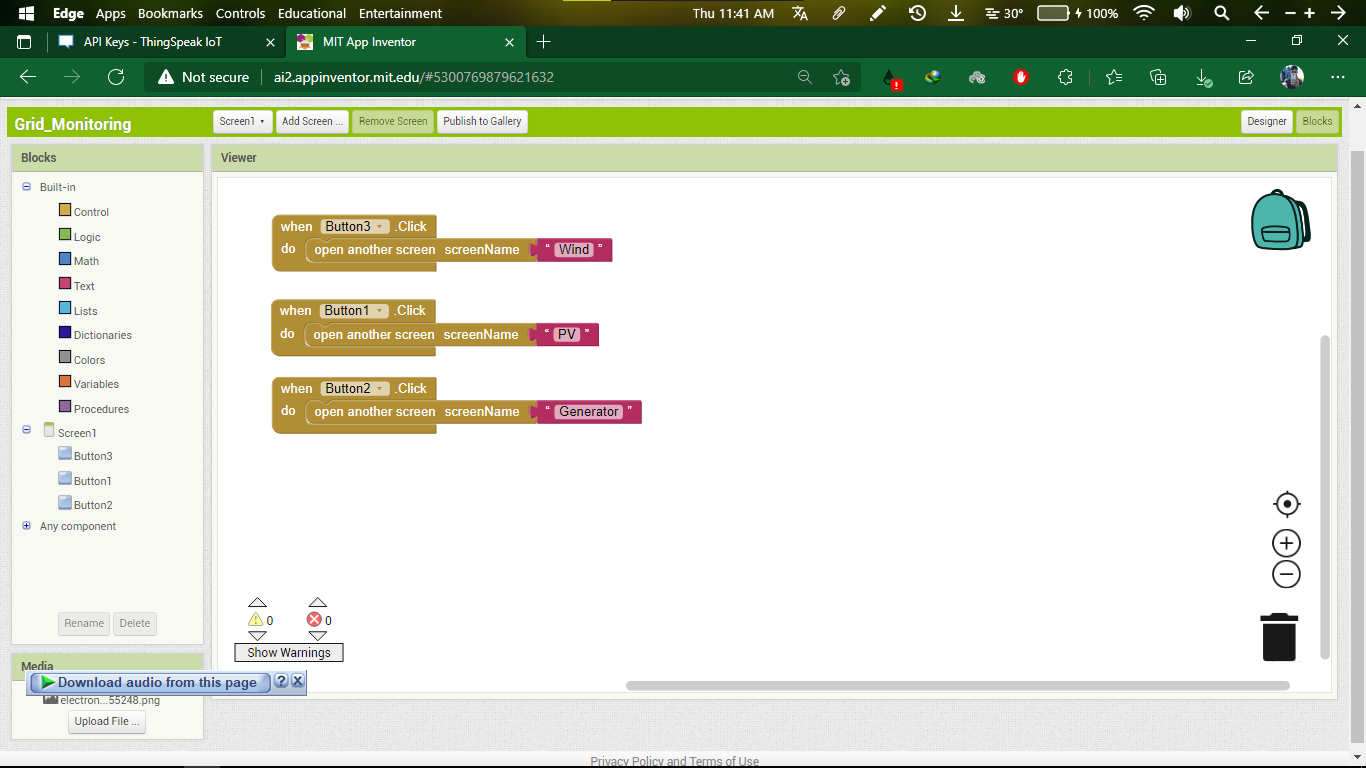 Edge Apps Bookmarks Controls Educational Entertainment Thu 11:41 AM 30° 100%
API Keys - ThingSpeak IoT MIT App Inventor
Not secure ai2.appinventor.mit.edu/#5300769879621632
Grid_Monitoring Screen1 Add Screen ... Remove Screen Publish to Gallery Designer Blocks
Blocks Viewer
Built-in
Control
Logic
Math
Text
Lists
Dictionaries
Colors
Variables
Procedures
Screen1
Button3
Button1
Button2
Any component
Rename Delete
Media
Download audio from this page ?
electron...55248.png
Upload File ...
when Button3 .Click
do open another screen screenName “ Wind ”
when Button1 .Click
do open another screen screenName “ PV ”
when Button2 .Click
do open another screen screenName “ Generator ”
0 0
Show Warnings
Privacy Policy and Terms of Use